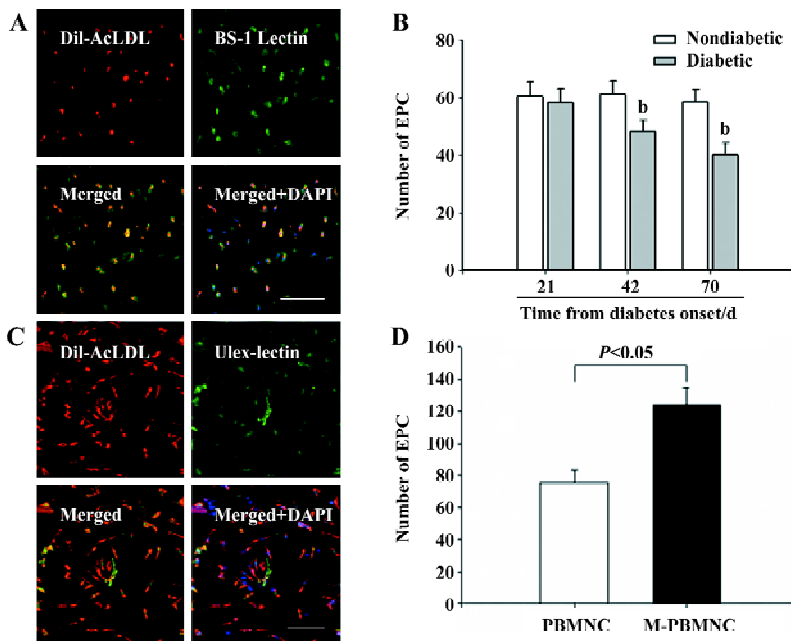 A
Dil-AcLDL
BS-1 Lectin
Merged
Merged+DAPI
B
Nondiabetic
Diabetic
Number of EPC
80
60
40
20
0
b
b
21
42
70
Time from diabetes onset/d
C
Dil-AcLDL
Ulex-lectin
Merged
Merged+DAPI
D
Number of EPC
160
140
120
100
80
60
40
20
0
P<0.05
PBMNC
M-PBMNC